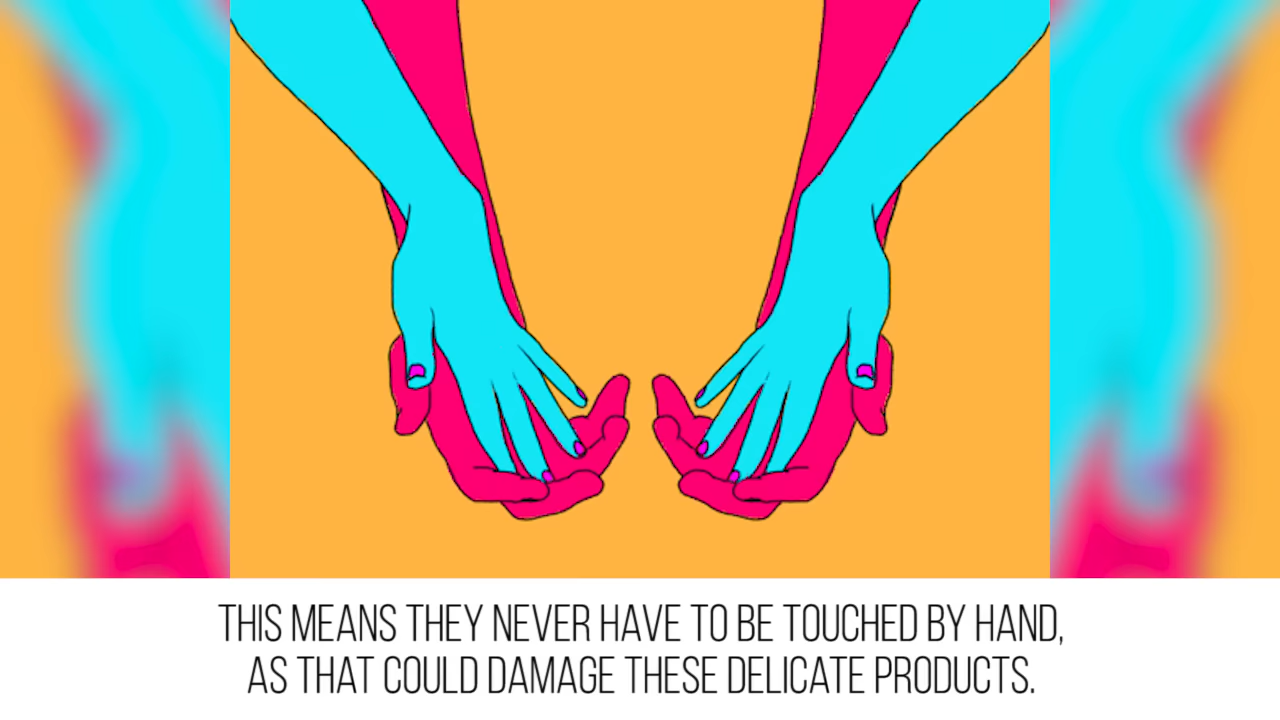 THIS MEANS THEY NEVER HAVE TO BE TOUCHED BY HAND,
AS THAT COULD DAMAGE THESE DELICATE PRODUCTS.